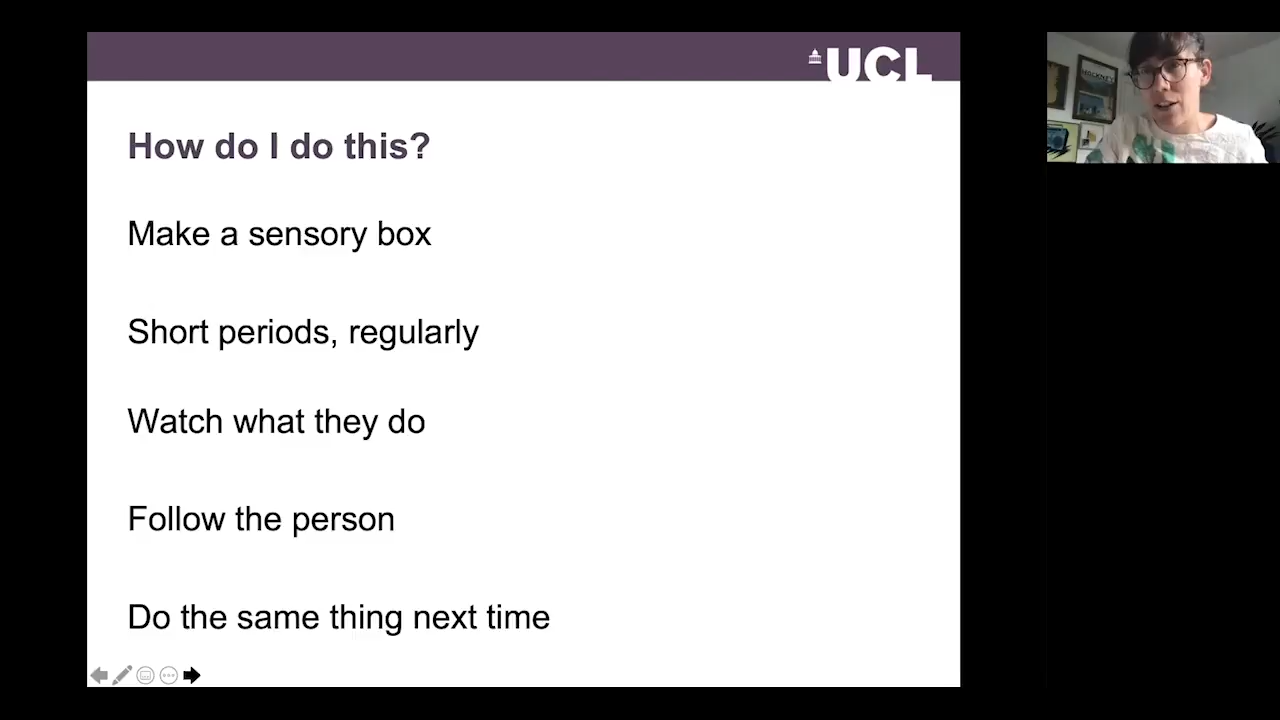 UCL
How do I do this?
Make a sensory box
Short periods, regularly
Watch what they do
Follow the person
Do the same thing next time
HACKNEY